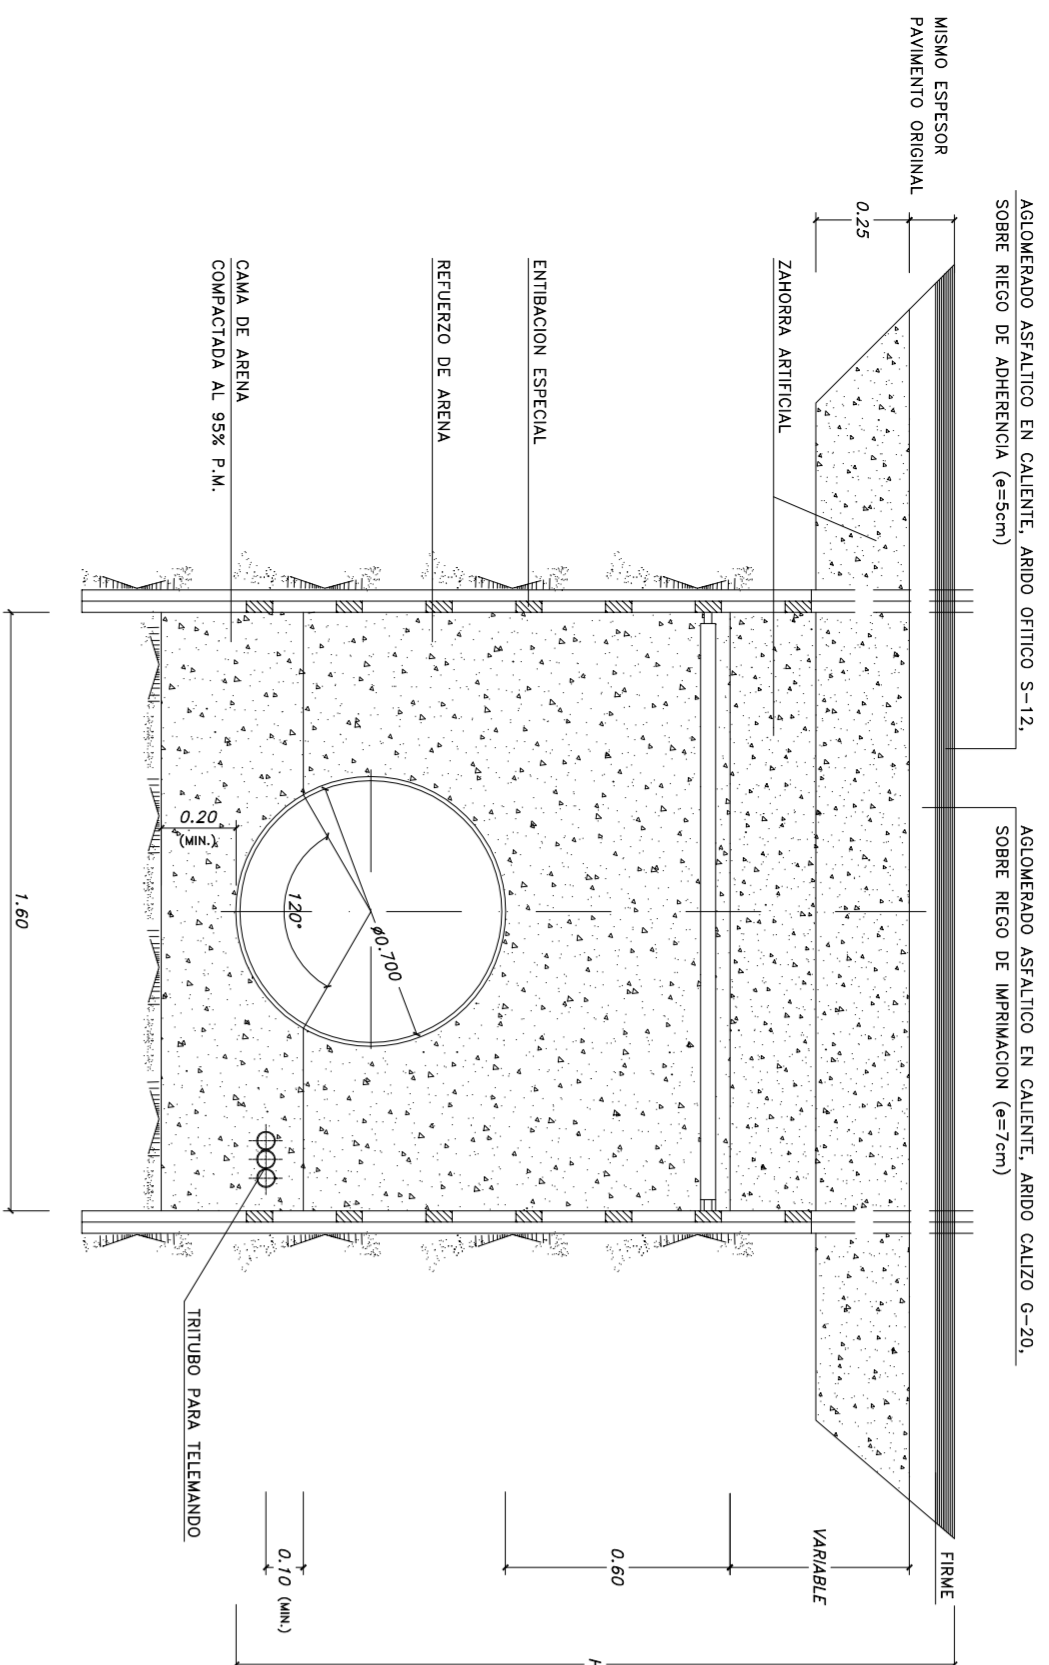 AGLOMERADO ASFALTICO EN CALIENTE, ARIDO OFITICO S-12,
SOBRE RIEGO DE ADHERENCIA (e=5cm)
AGLOMERADO ASFALTICO EN CALIENTE, ARIDO CALIZO G-20,
SOBRE RIEGO DE IMPRIMACION (e=7cm)
MISMO ESPESOR
PAVIMENTO ORIGINAL
FIRME
0.25
VARIABLE
ZAHORRA ARTIFICIAL
0.60
ENTIBACION ESPECIAL
REFUERZO DE ARENA
ø0.700
120°
CAMA DE ARENA
COMPACTADA AL 95% P.M.
0.10 (MIN.)
0.20
(MIN.)
TRITUBO PARA TELEMANDO
1.60